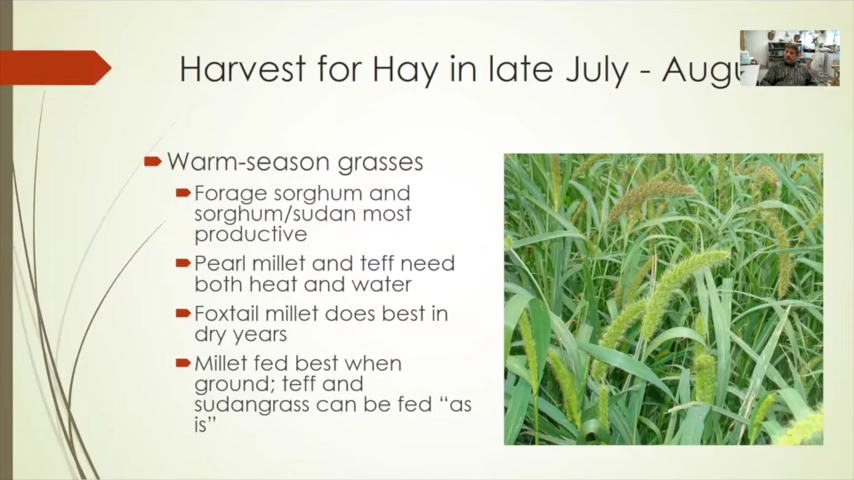 Harvest for Hay in late July - Augu
Warm-season grasses
Forage sorghum and
sorghum/sudan most
productive
Pearl millet and teff need
both heat and water
Foxtail millet does best in
dry years
Millet fed best when
ground; teff and
sudangrass can be fed “as
is”